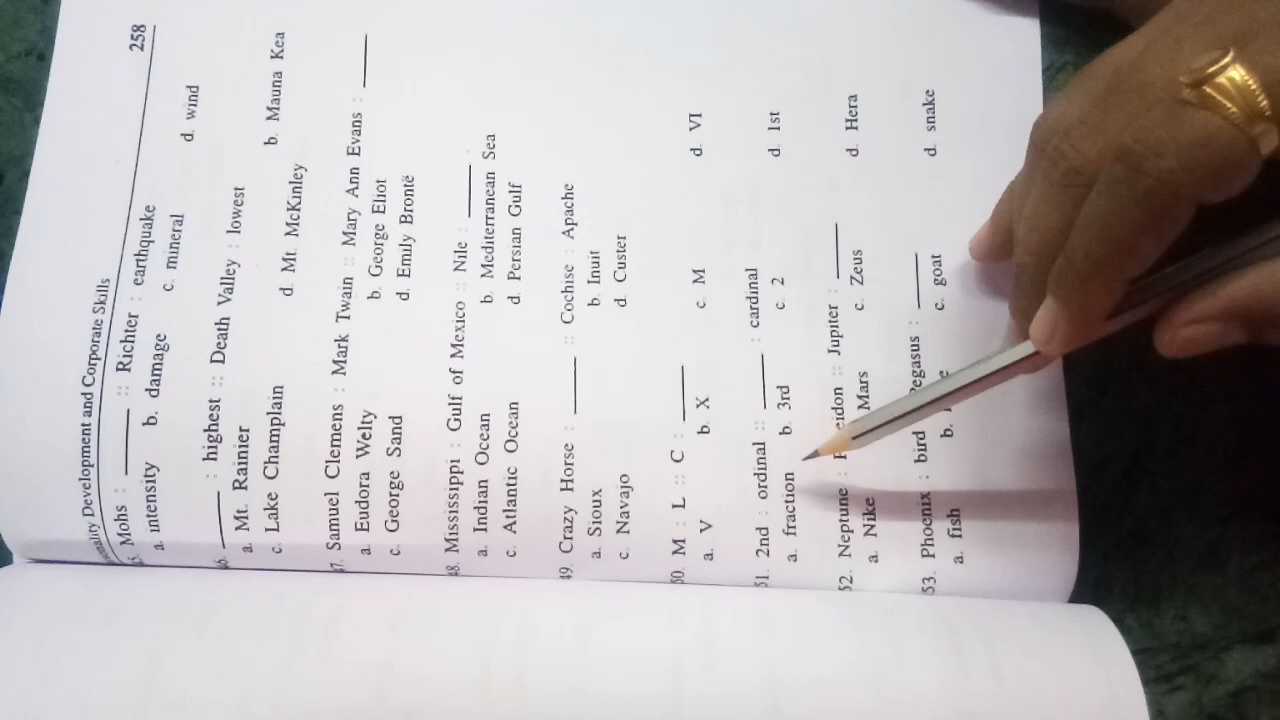 Development and Corporate Skills 258
Mohs : ____ :: Richter : earthquake
a. intensity b. damage c. mineral d. wind
____ : highest :: Death Valley : lowest
a. Mt. Rainier b. Mauna Kea
c. Lake Champlain d. Mt. McKinley
47. Samuel Clemens : Mark Twain :: Mary Ann Evans : ____
a. Eudora Welty b. George Eliot
c. George Sand d. Emily Brontë
48. Mississippi : Gulf of Mexico :: Nile : ____
a. Indian Ocean b. Mediterranean Sea
c. Atlantic Ocean d. Persian Gulf
49. Crazy Horse : ____ :: Cochise : Apache
a. Sioux b. Inuit
c. Navajo d. Custer
50. M : L :: C : ____
a. V b. X c. M d. VI
51. 2nd : ordinal :: ____ : cardinal
a. fraction b. 3rd c. 2 d. 1st
52. Neptune : :: Jupiter : ____
a. Nike Mars c. Zeus d. Hera
53. Phoenix : bird : ____
a. fish b. c. goat d. snake